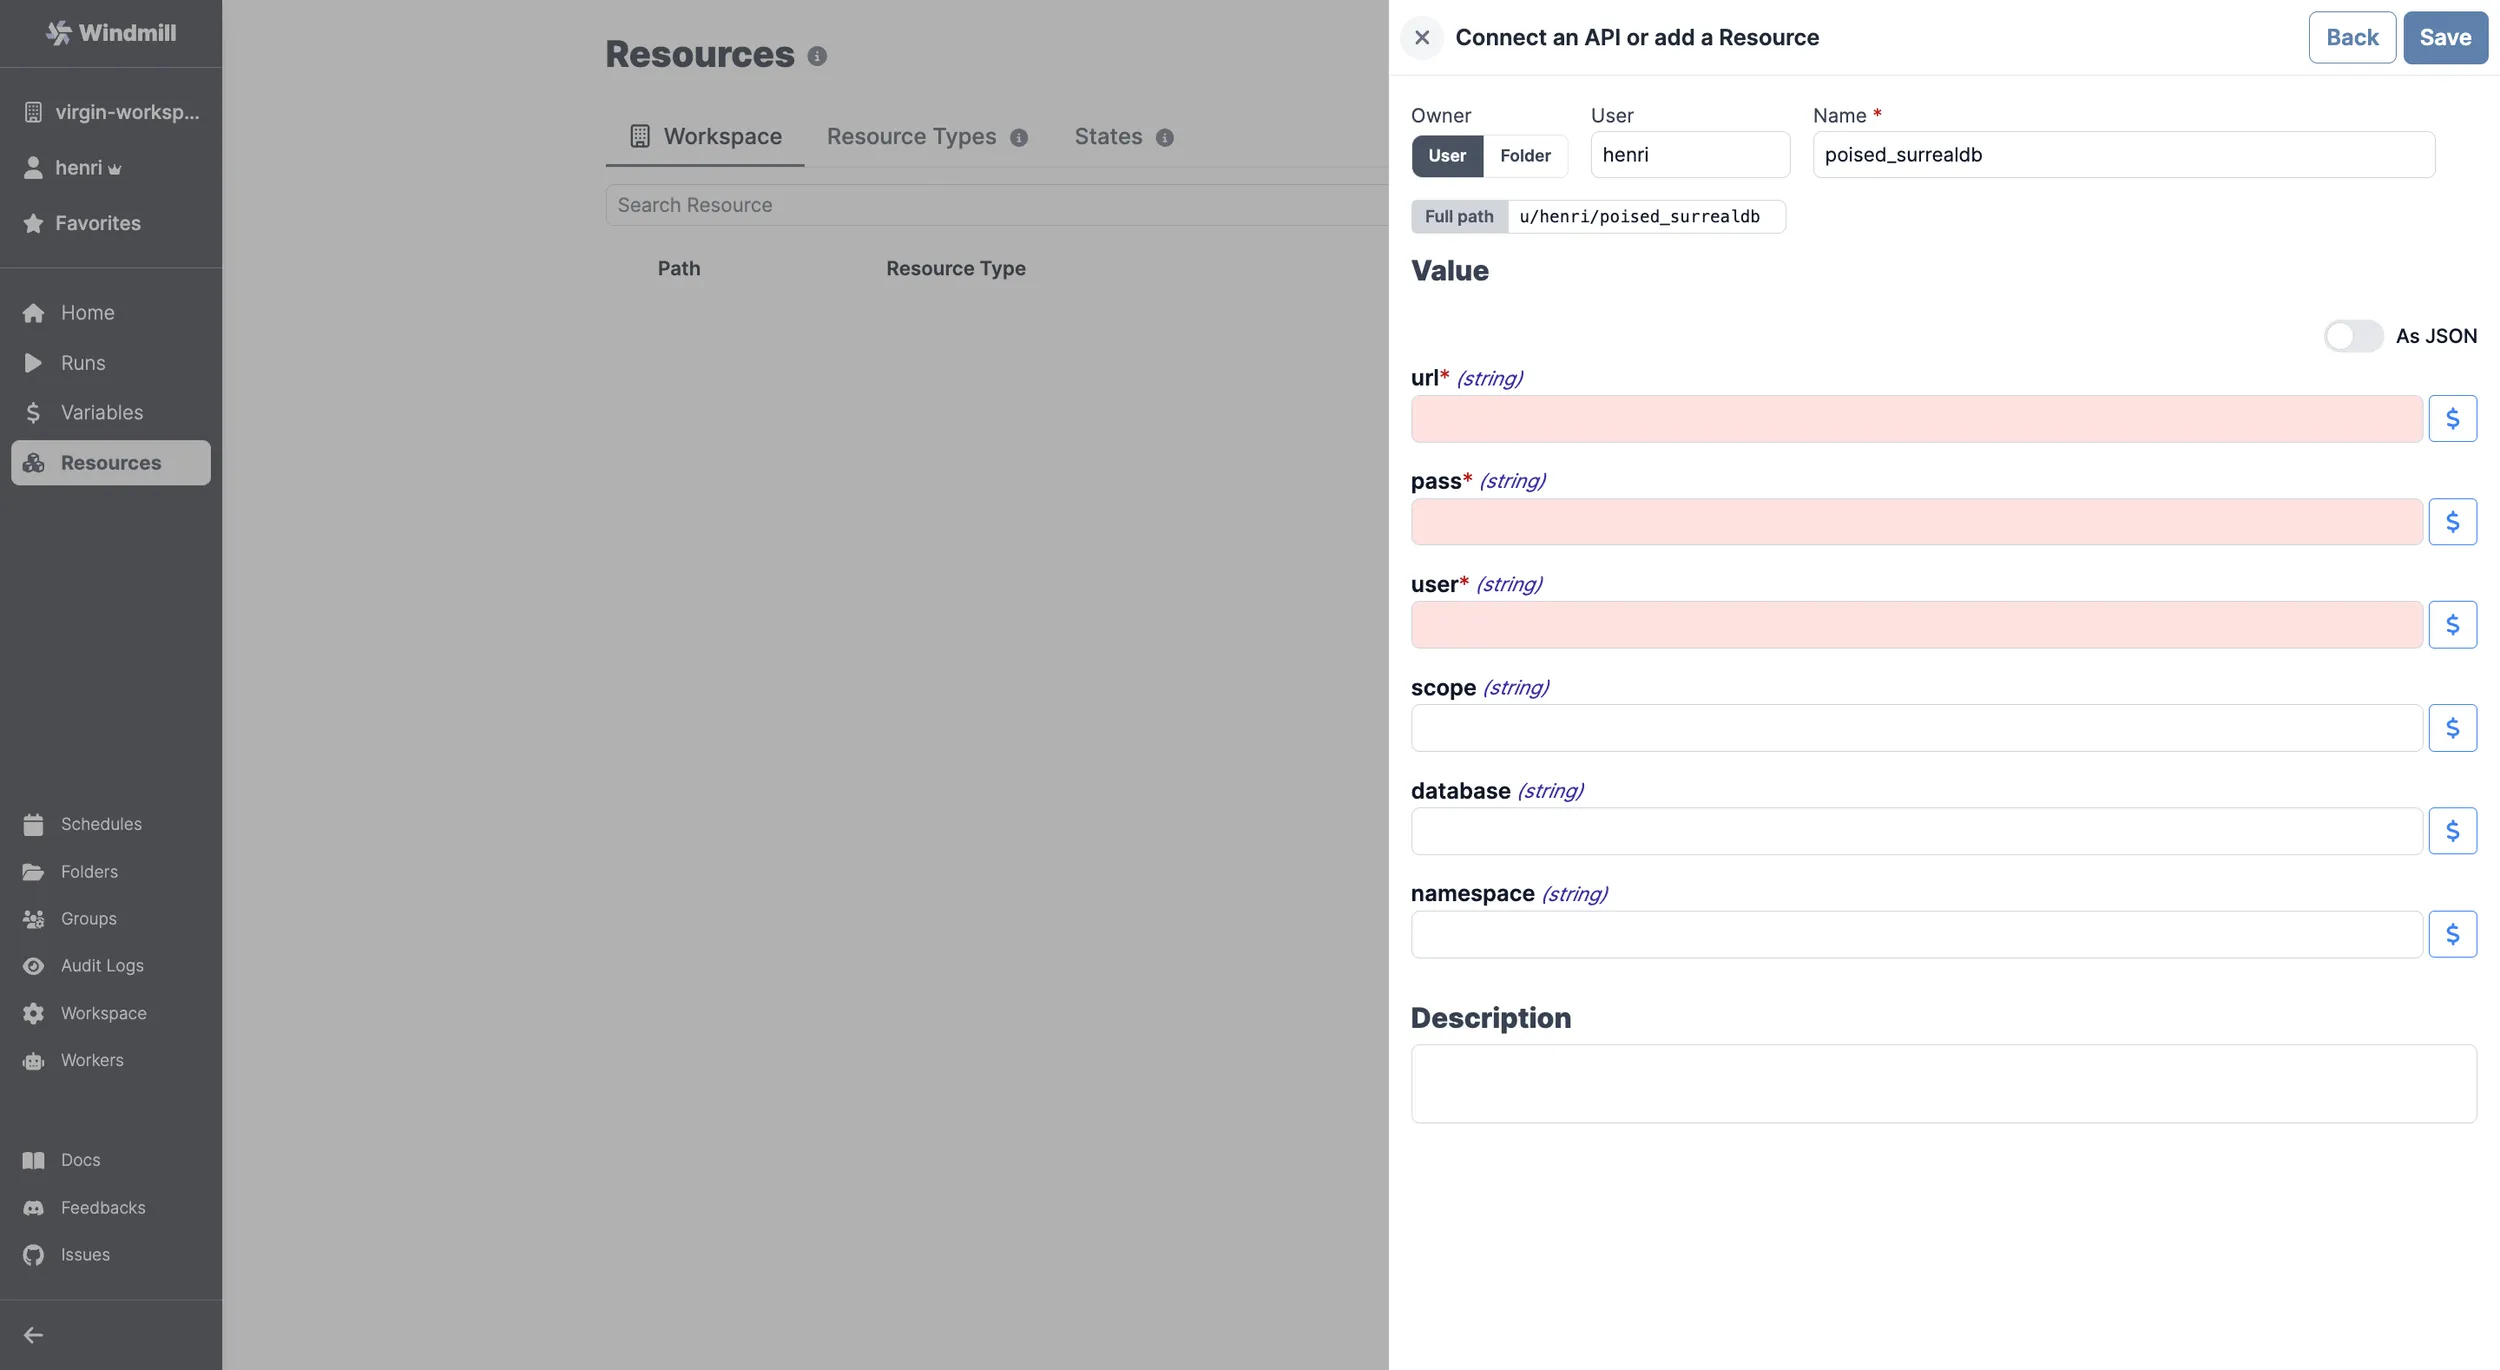 Windmill
virgin-worksp...
henri
Favorites
Home
Runs
Variables
Resources
Schedules
Folders
Groups
Audit Logs
Workspace
Workers
Docs
Feedbacks
Issues
Resources
Workspace
Resource Types
States
Search Resource
Path
Resource Type
Connect an API or add a Resource
Back
Save
Owner
User
Name *
User
Folder
henri
poised_surrealdb
Full path
u/henri/poised_surrealdb
Value
As JSON
url* (string)
$
pass* (string)
$
user* (string)
$
scope (string)
$
database (string)
$
namespace (string)
$
Description